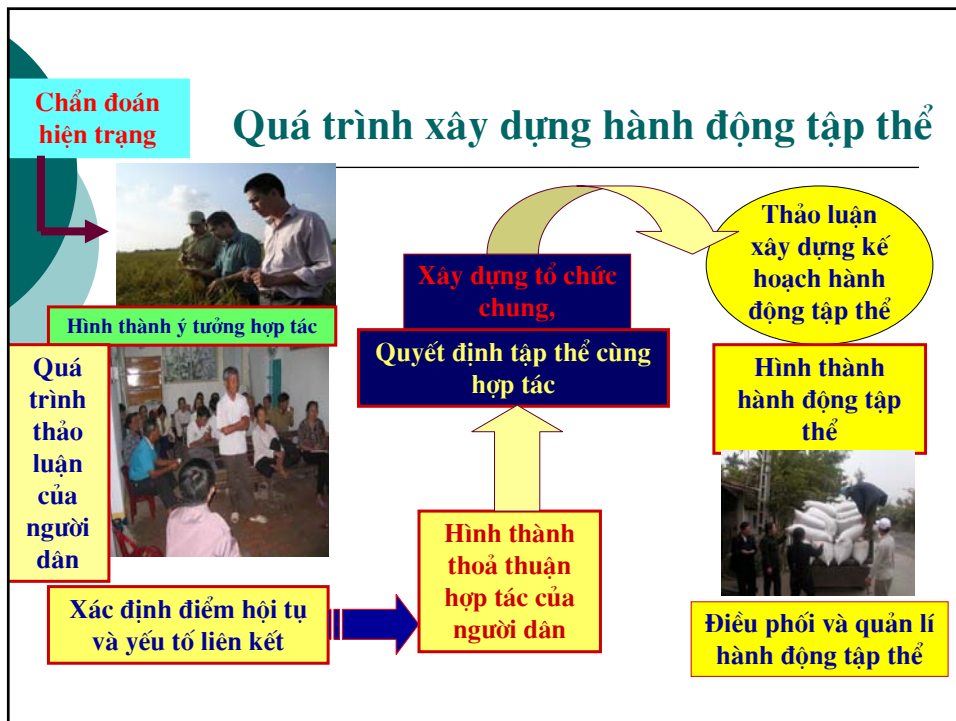 Chẩn đoán
hiện trạng
Quá trình xây dựng hành động tập thể
Hình thành ý tưởng hợp tác
Quá
trình
thảo
luận
của
người
dân
Xác định điểm hội tụ
và yếu tố liên kết
Hình thành
thoả thuận
hợp tác của
người dân
Xây dựng tổ chức
chung,
Quyết định tập thể cùng
hợp tác
Thảo luận
xây dựng kế
hoạch hành
động tập thể
Hình thành
hành động tập
thể
Điều phối và quản lí
hành động tập thể